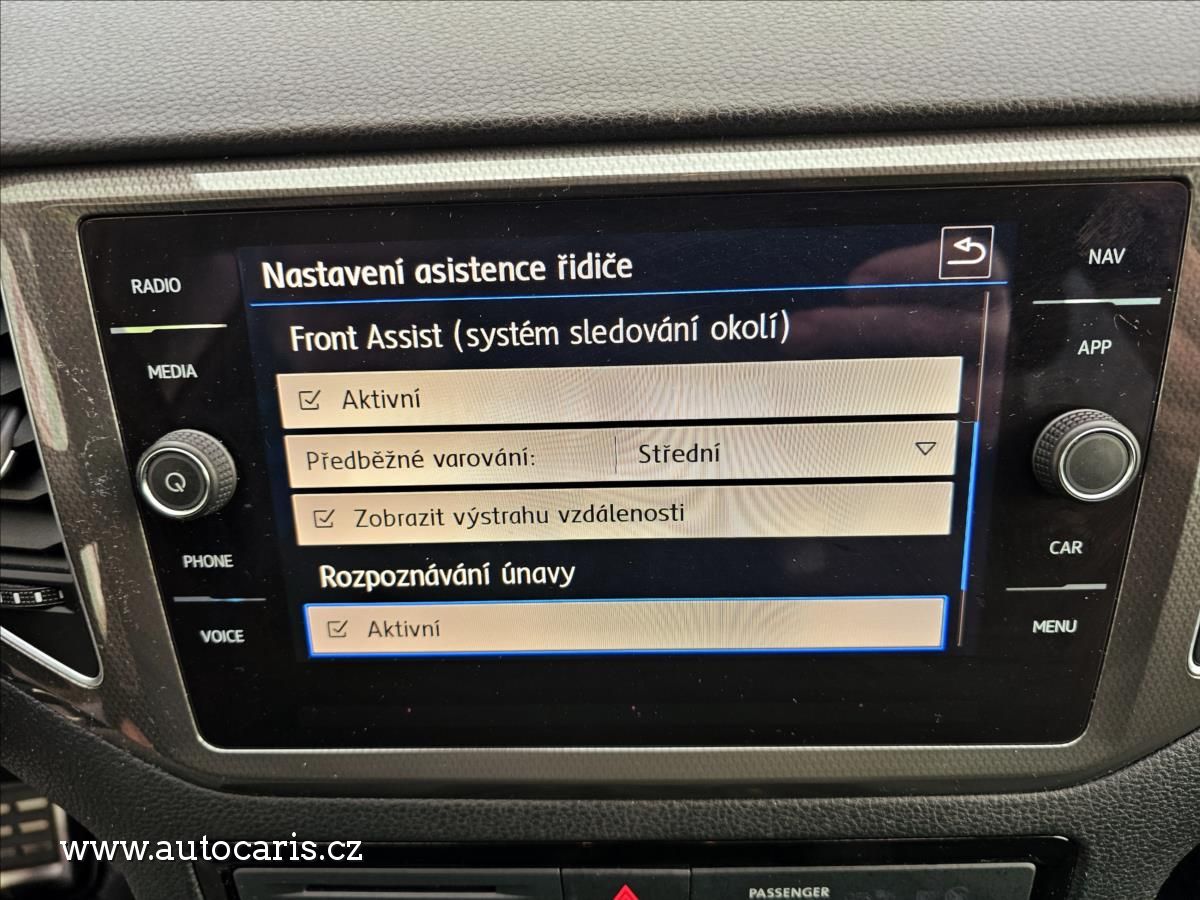 RADIO
MEDIA
PHONE
VOICE
Nastavení asistence řidiče
Front Assist (systém sledování okolí)
Aktivní
Předběžné varování: Střední
Zobrazit výstrahu vzdálenosti
Rozpoznávání únavy
Aktivní
NAV
APP
CAR
MENU
www.autocaris.cz
PASSENGER